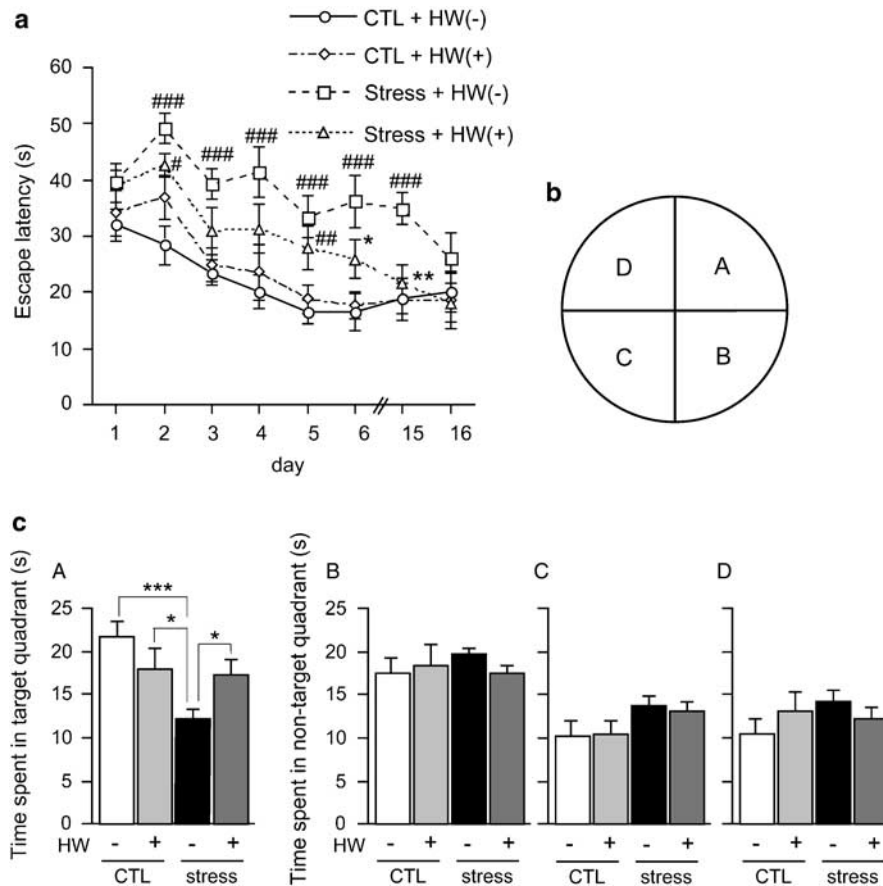 a
CTL + HW(-)
CTL + HW(+)
Stress + HW(-)
Stress + HW(+)
Escape latency (s)
60
50
40
30
20
10
0
###
#
###
###
###
##
###
*
###
**
1 2 3 4 5 6 15 16
day
b
D A
C B
c
Time spent in target quadrant (s)
A
25
20
15
10
5
0
***
*
*
HW - + - +
CTL stress
Time spent in non-target quadrant (s)
B
25
20
15
10
5
0
- + - +
CTL stress
C
- + - +
CTL stress
D
- + - +
CTL stress